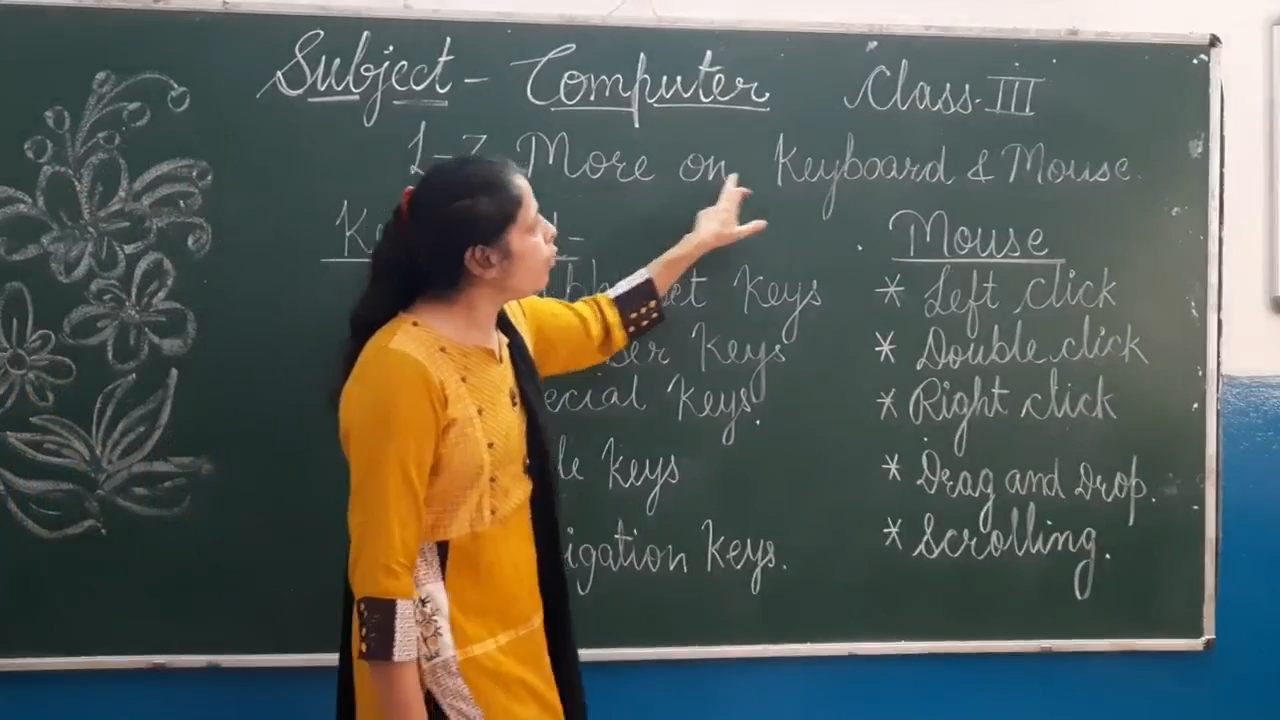 Subject - Computer Class-III
More on Keyboard & Mouse.
Mouse
Keys
* Left click
Keys
* Double click
Keys.
* Right click
Keys
* Drag and Drop.
Keys.
* Scrolling.